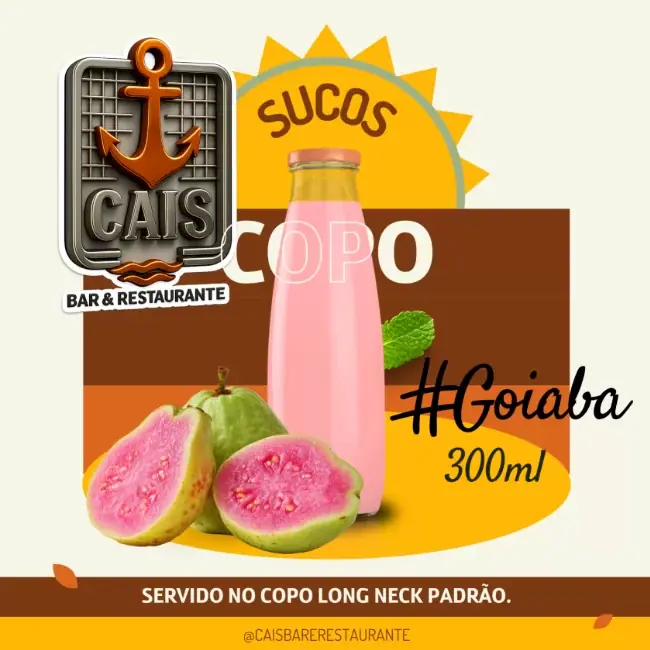 SUCOS
CAIS
BAR & RESTAURANTE
COPO
#Goiaba
300ml
SERVIDO NO COPO LONG NECK PADRÃO.
@CAISBARERESTAURANTE